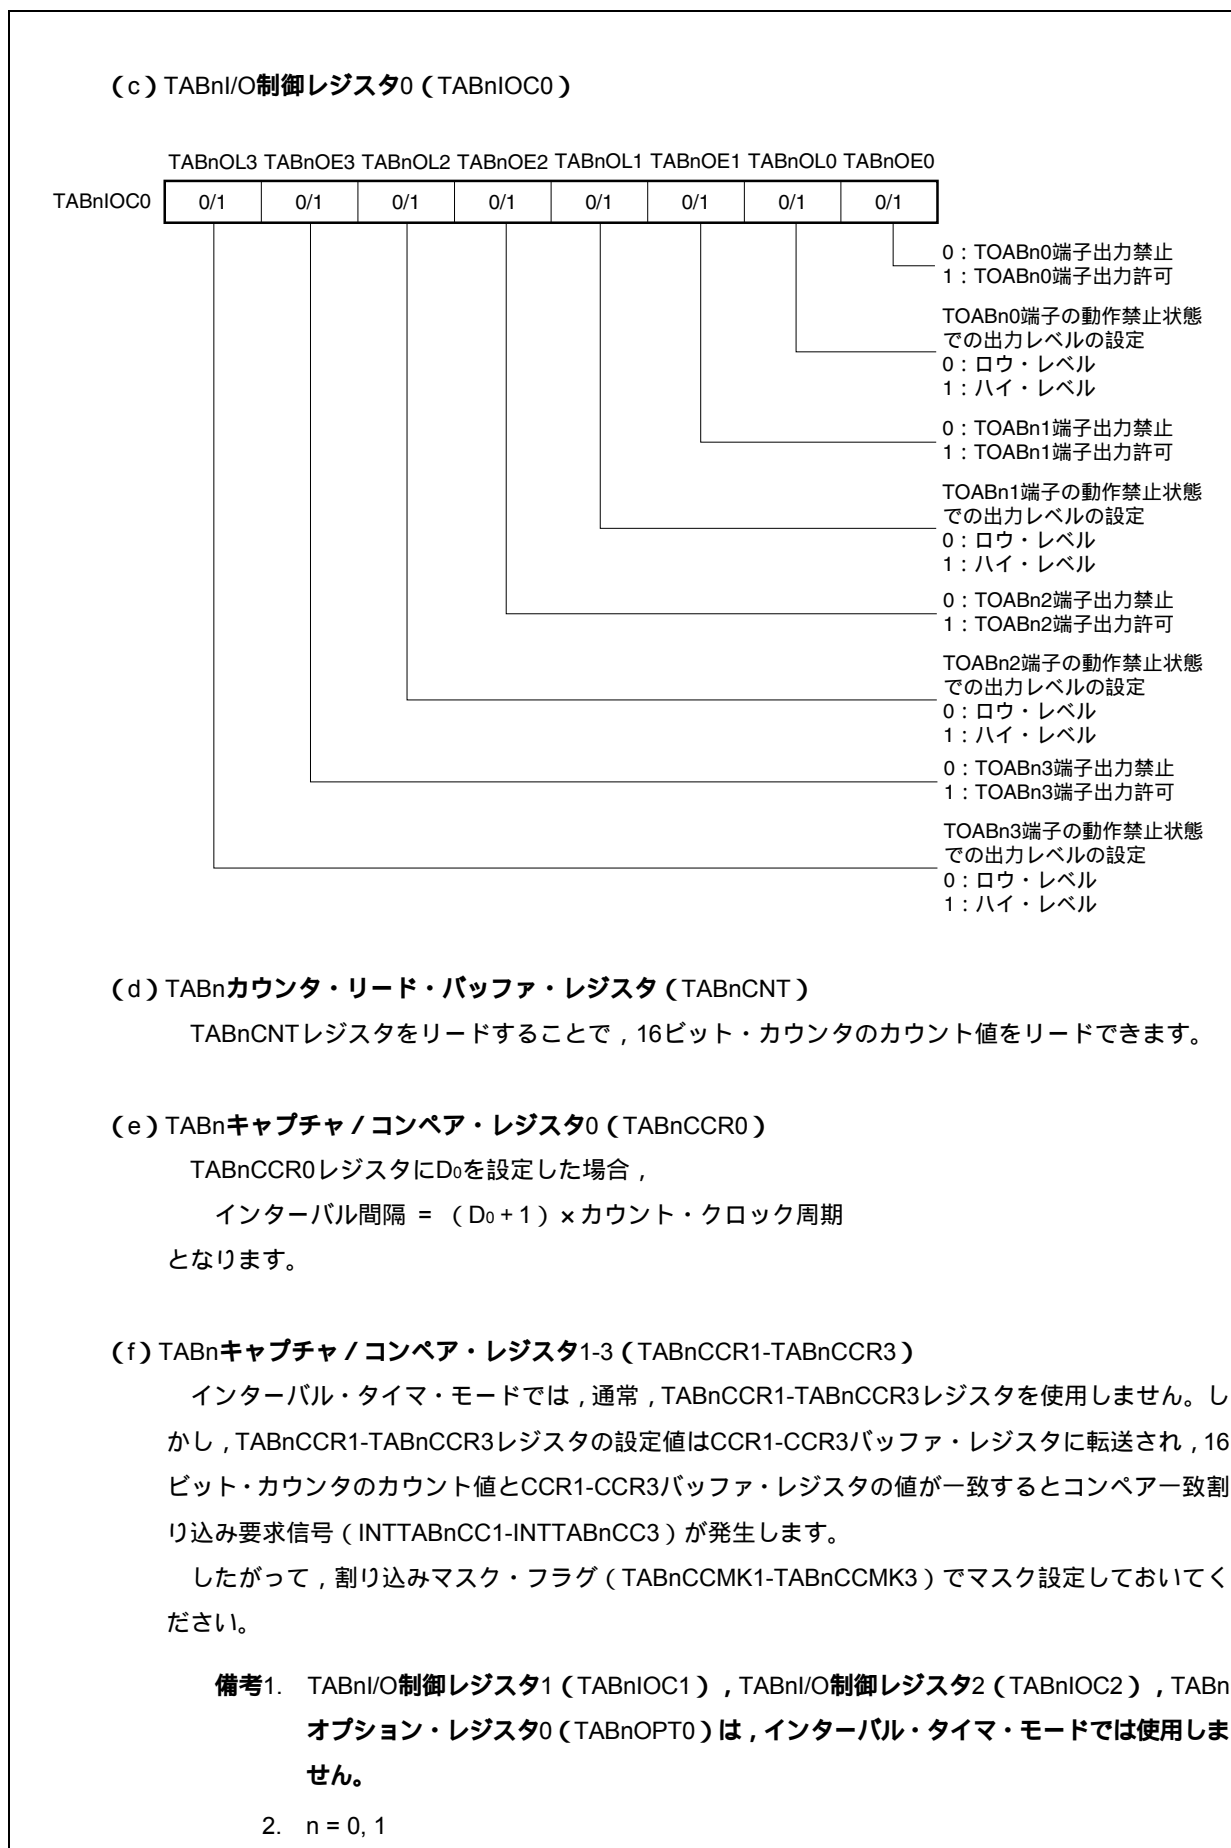 （c）TABnI/O制御レジスタ0（TABnIOC0）
TABnOL3 TABnOE3 TABnOL2 TABnOE2 TABnOL1 TABnOE1 TABnOL0 TABnOE0
TABnIOC0 0/1 0/1 0/1 0/1 0/1 0/1 0/1 0/1
0：TOABn0端子出力禁止
1：TOABn0端子出力許可
TOABn0端子の動作禁止状態
での出力レベルの設定
0：ロウ・レベル
1：ハイ・レベル
0：TOABn1端子出力禁止
1：TOABn1端子出力許可
TOABn1端子の動作禁止状態
での出力レベルの設定
0：ロウ・レベル
1：ハイ・レベル
0：TOABn2端子出力禁止
1：TOABn2端子出力許可
TOABn2端子の動作禁止状態
での出力レベルの設定
0：ロウ・レベル
1：ハイ・レベル
0：TOABn3端子出力禁止
1：TOABn3端子出力許可
TOABn3端子の動作禁止状態
での出力レベルの設定
0：ロウ・レベル
1：ハイ・レベル
（d）TABnカウンタ・リード・バッファ・レジスタ（TABnCNT）
TABnCNTレジスタをリードすることで，16ビット・カウンタのカウント値をリードできます。
（e）TABnキャプチャ／コンペア・レジスタ0（TABnCCR0）
TABnCCR0レジスタにD0を設定した場合，
インターバル間隔 = （D0＋1）×カウント・クロック周期
となります。
（f）TABnキャプチャ／コンペア・レジスタ1-3（TABnCCR1-TABnCCR3）
インターバル・タイマ・モードでは，通常，TABnCCR1-TABnCCR3レジスタを使用しません。し
かし，TABnCCR1-TABnCCR3レジスタの設定値はCCR1-CCR3バッファ・レジスタに転送され，16
ビット・カウンタのカウント値とCCR1-CCR3バッファ・レジスタの値が一致するとコンペア一致割
り込み要求信号（INTTABnCC1-INTTABnCC3）が発生します。
したがって，割り込みマスク・フラグ（TABnCCMK1-TABnCCMK3）でマスク設定しておいてく
ださい。
備考1. TABnI/O制御レジスタ1（TABnIOC1），TABnI/O制御レジスタ2（TABnIOC2），TABn
オプション・レジスタ0（TABnOPT0）は，インターバル・タイマ・モードでは使用しま
せん。
2. n = 0, 1